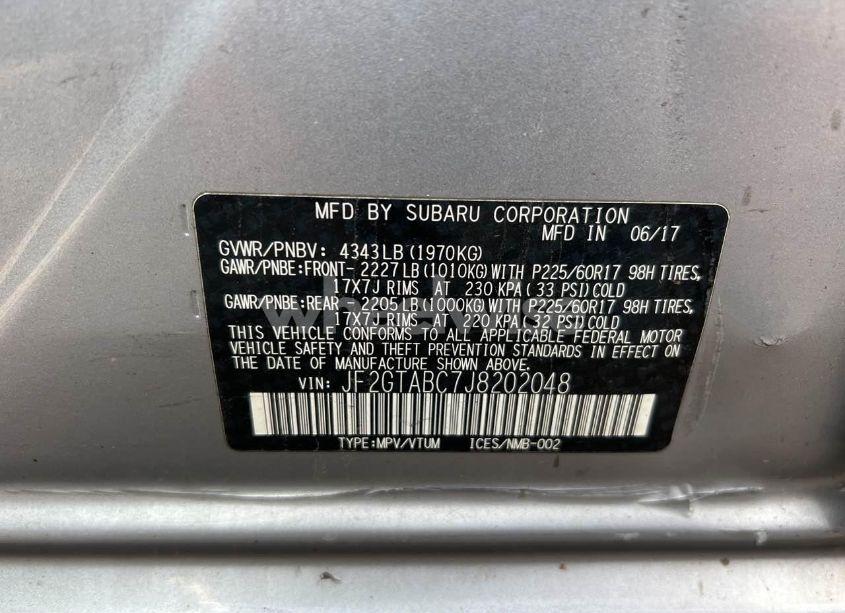 MFD BY SUBARU CORPORATION
MFD IN 06/17
GVWR/PNBV: 4343LB (1970KG)
GAWR/PNBE:FRONT- 2227LB(1010KG)WITH P225/60R17 98H TIRES,
17X7J RIMS AT 230 KPA(33 PSI)COLD
GAWR/PNBE:REAR - 2205LB(1000KG)WITH P225/60R17 98H TIRES,
17X7J RIMS AT 220 KPA(32 PSI)COLD
THIS VEHICLE CONFORMS TO ALL APPLICABLE FEDERAL MOTOR
VEHICLE SAFETY AND THEFT PREVENTION STANDARDS IN EFFECT ON
THE DATE OF MANUFACTURE SHOWN ABOVE.
VIN: JF2GTABC7J8202048
TYPE:MPV/VTUM ICES/NMB-002